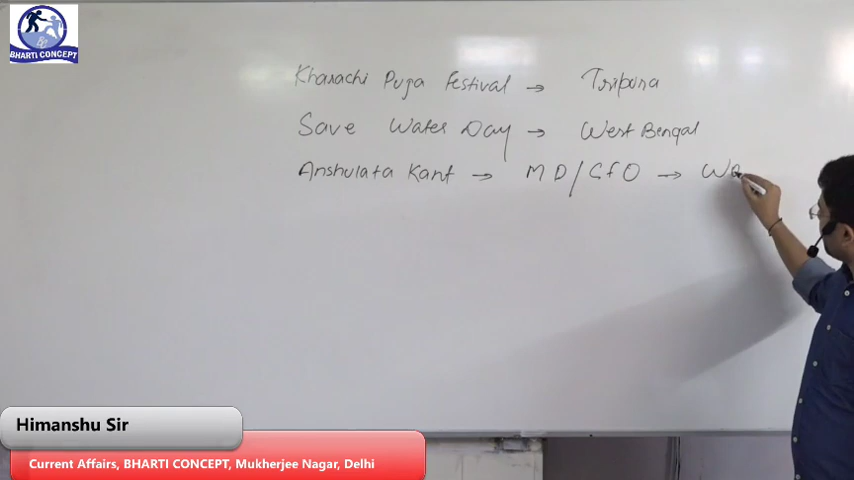 BHARTI CONCEPT
Kharachi Puja Festival → Tripura
Save Water Day → West Bengal
Anshulata Kant → MD/CFO → Wo
Himanshu Sir
Current Affairs, BHARTI CONCEPT, Mukherjee Nagar, Delhi